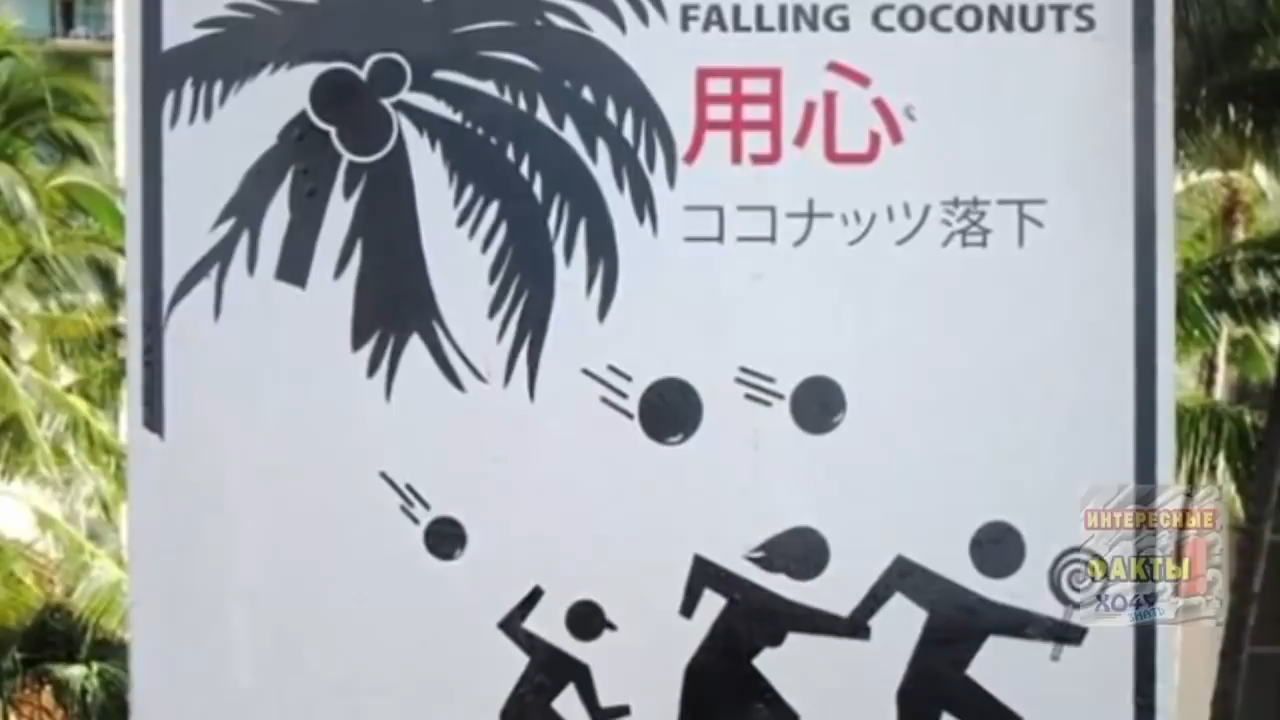 FALLING COCONUTS
用心
ココナッツ落下
ИНТЕРЕСНЫЕ
ФАКТЫ
ХОЧУ
ЗНАТЬ